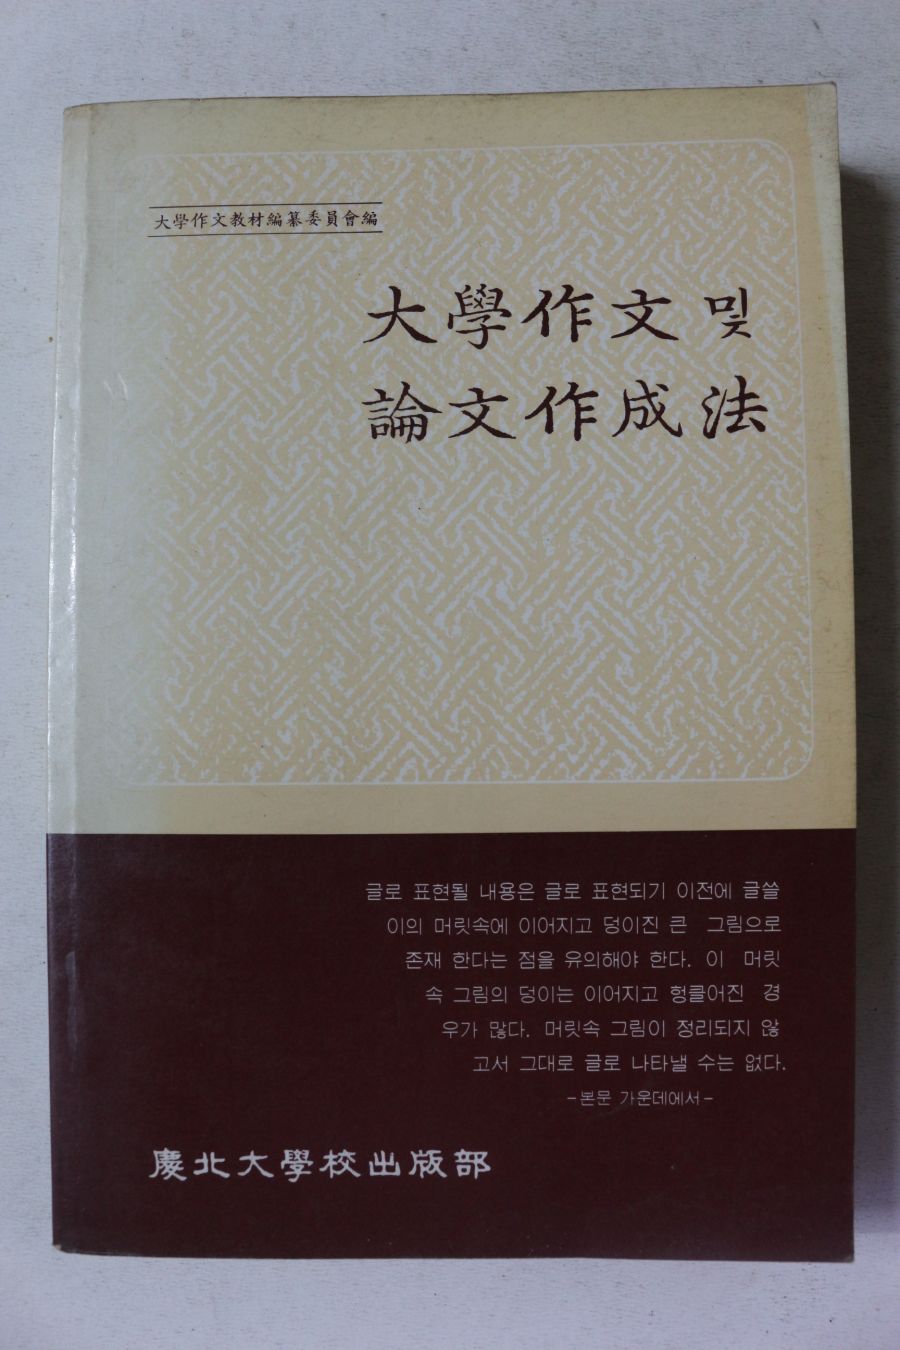 大學作文敎材編纂委員會編
大學作文 및
論文作成法
글로 표현될 내용은 글로 표현되기 이전에 글쓸
이의 머릿속에 이어지고 덩이진 큰 그림으로
존재 한다는 점을 유의해야 한다. 이 머릿
속 그림의 덩이는 이어지고 헝클어진 경
우가 많다. 머릿속 그림이 정리되지 않
고서 그대로 글로 나타낼 수는 없다.
-본문 가운데에서-
慶北大學校出版部